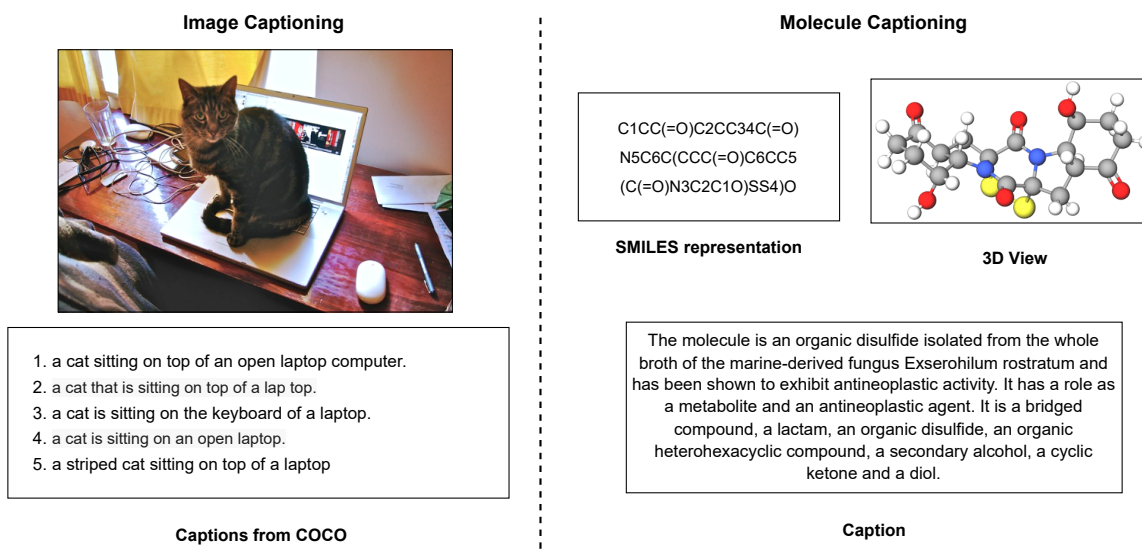 Image Captioning
1. a cat sitting on top of an open laptop computer.
2. a cat that is sitting on top of a lap top.
3. a cat is sitting on the keyboard of a laptop.
4. a cat is sitting on an open laptop.
5. a striped cat sitting on top of a laptop
Captions from COCO
Molecule Captioning
C1CC(=O)C2CC34C(=O)
N5C6C(CCC(=O)C6CC5
(C(=O)N3C2C1O)SS4)O
SMILES representation
3D View
The molecule is an organic disulfide isolated from the whole
broth of the marine-derived fungus Exserohilum rostratum and
has been shown to exhibit antineoplastic activity. It has a role as
a metabolite and an antineoplastic agent. It is a bridged
compound, a lactam, an organic disulfide, an organic
heterohexacyclic compound, a secondary alcohol, a cyclic
ketone and a diol.
Caption